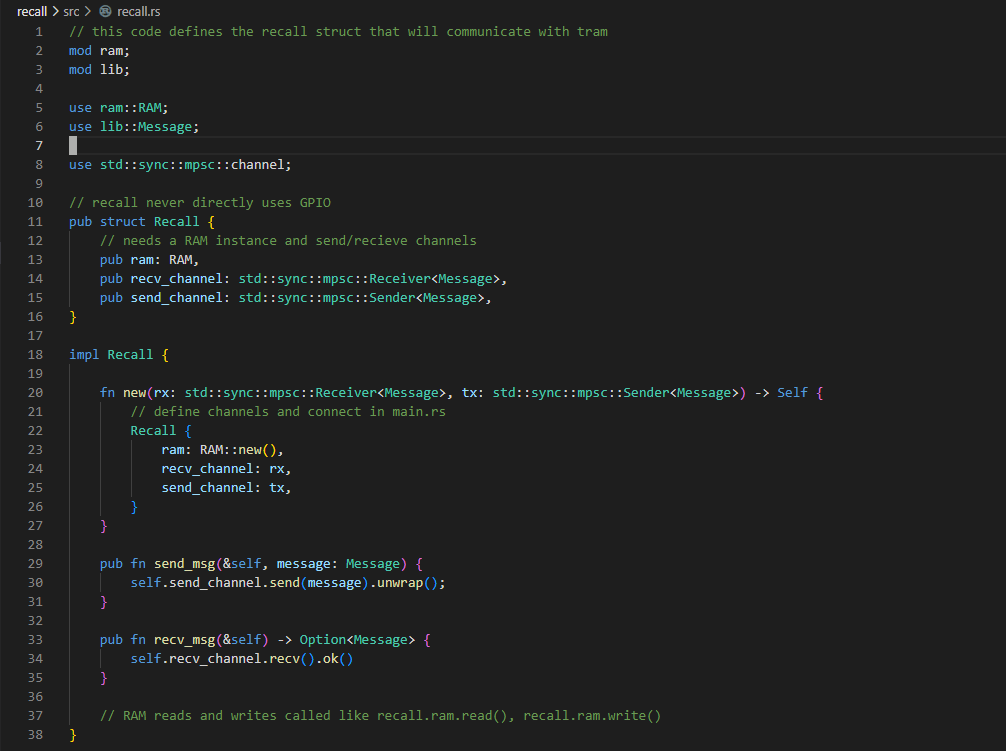 recall > src > recall.rs
1 // this code defines the recall struct that will communicate with tram
2 mod ram;
3 mod lib;
4
5 use ram::RAM;
6 use lib::Message;
7
8 use std::sync::mpsc::channel;
9
10 // recall never directly uses GPIO
11 pub struct Recall {
12     // needs a RAM instance and send/recieve channels
13     pub ram: RAM,
14     pub recv_channel: std::sync::mpsc::Receiver<Message>,
15     pub send_channel: std::sync::mpsc::Sender<Message>,
16 }
17
18 impl Recall {
19
20     fn new(rx: std::sync::mpsc::Receiver<Message>, tx: std::sync::mpsc::Sender<Message>) -> Self {
21         // define channels and connect in main.rs
22         Recall {
23             ram: RAM::new(),
24             recv_channel: rx,
25             send_channel: tx,
26         }
27     }
28
29     pub fn send_msg(&self, message: Message) {
30         self.send_channel.send(message).unwrap();
31     }
32
33     pub fn recv_msg(&self) -> Option<Message> {
34         self.recv_channel.recv().ok()
35     }
36
37     // RAM reads and writes called like recall.ram.read(), recall.ram.write()
38 }